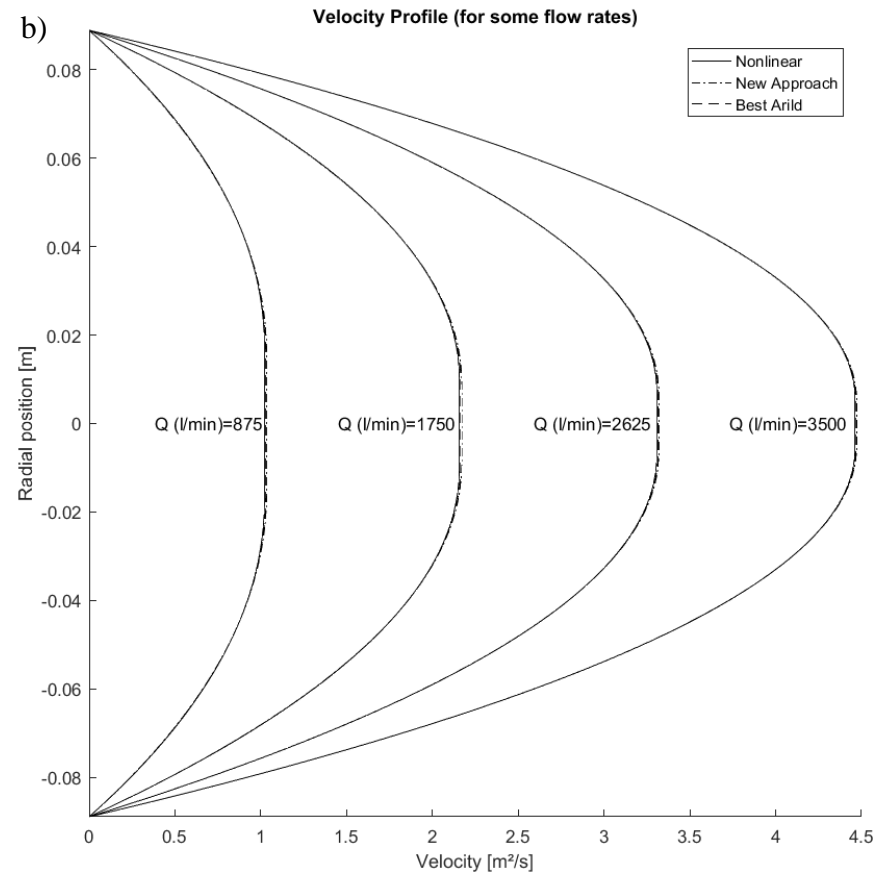 b)
Velocity Profile (for some flow rates)
Nonlinear
New Approach
Best Arild
0.08
0.06
0.04
0.02
0
-0.02
-0.04
-0.06
-0.08
Radial position [m]
Q (l/min)=875
Q (l/min)=1750
Q (l/min)=2625
Q (l/min)=3500
0
0.5
1
1.5
2
2.5
3
3.5
4
4.5
Velocity [m²/s]